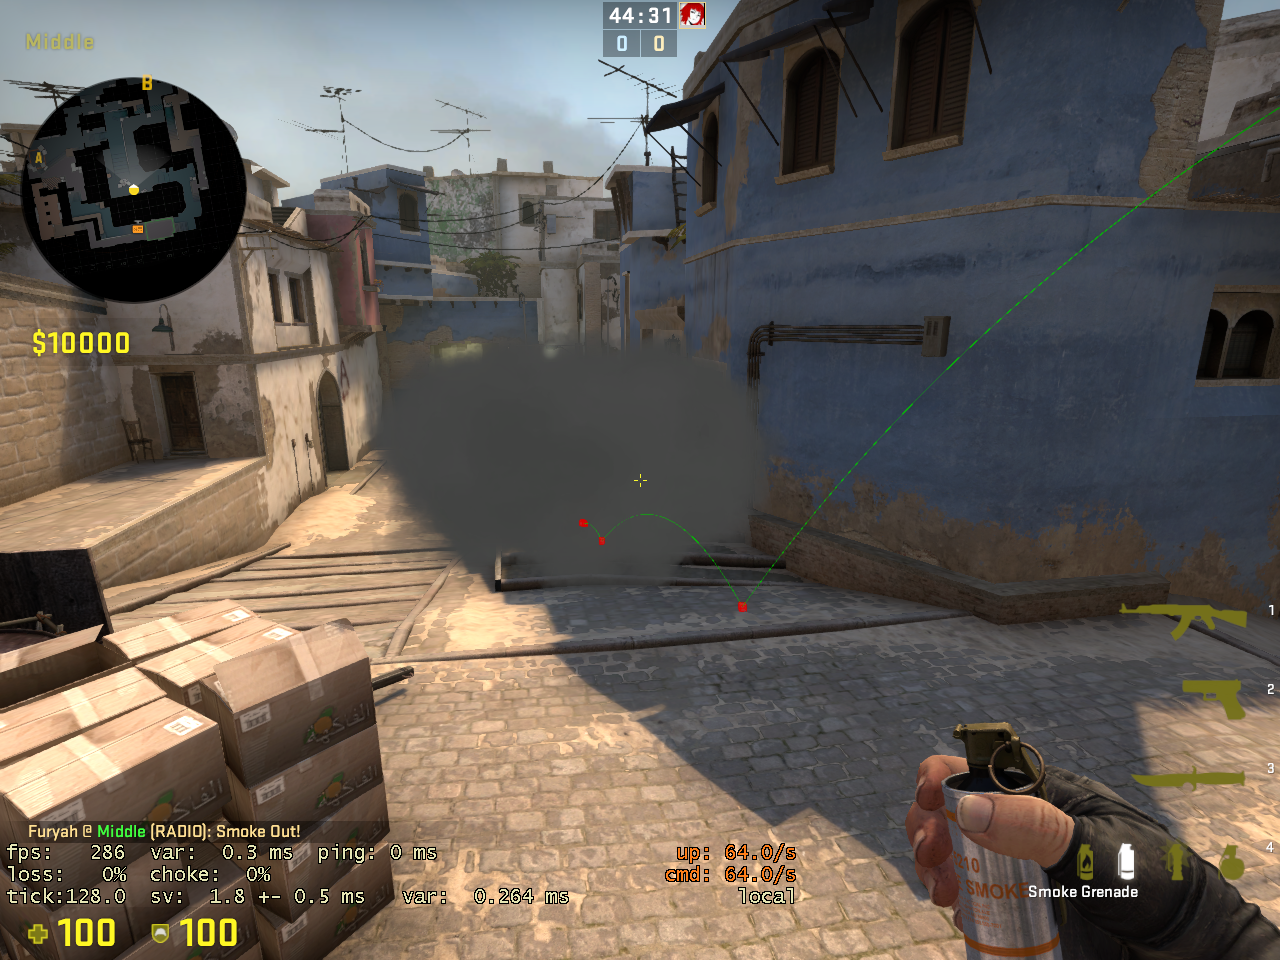 44:31
Middle
0 0
B
A
$10000
1
2
3
Furyah @ Middle (RADIO): Smoke Out!
fps: 286 var: 0.3 ms ping: 0 ms
up: 64.0/s
4
loss: 0% choke: 0%
cmd: 64.0/s
210
SMOKE
Smoke Grenade
tick:128.0 sv: 1.8 +- 0.5 ms var: 0.264 ms
local
100 100